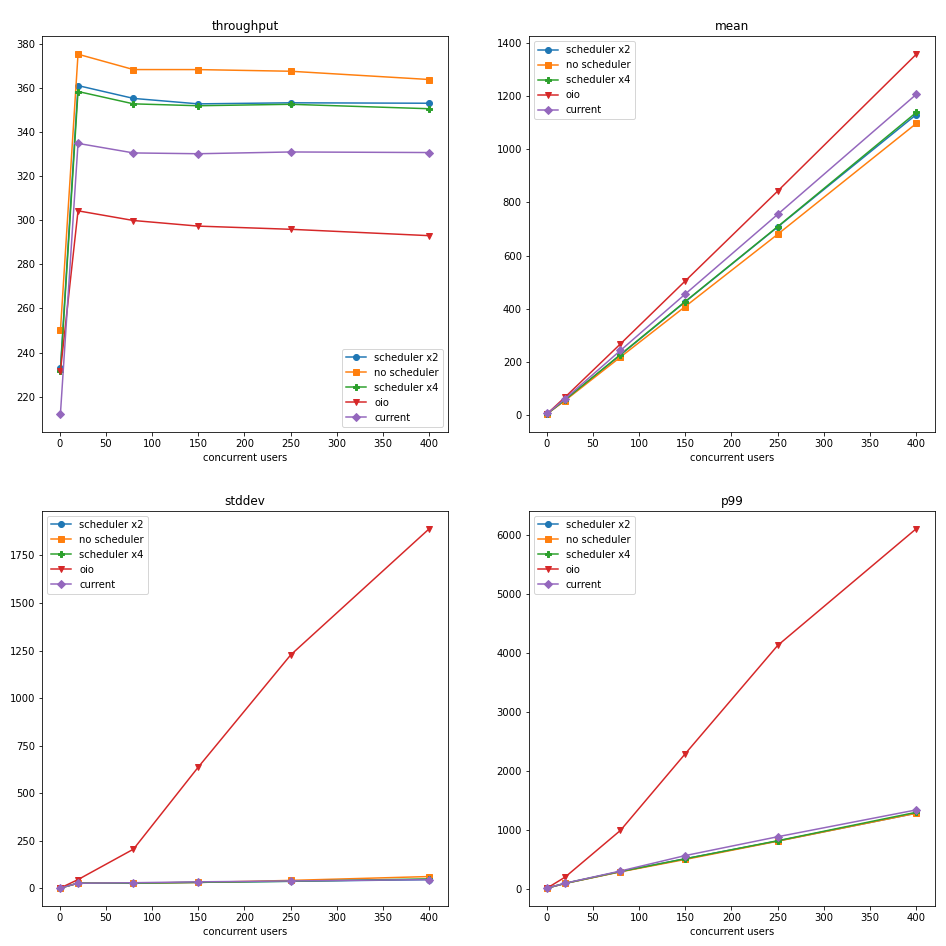 throughput
380
360
340
320
300
280
260
240
220
scheduler x2
no scheduler
scheduler x4
oio
current
0 50 100 150 200 250 300 350 400
concurrent users
mean
1400
1200
1000
800
600
400
200
0
scheduler x2
no scheduler
scheduler x4
oio
current
0 50 100 150 200 250 300 350 400
concurrent users
stddev
1750
1500
1250
1000
750
500
250
0
scheduler x2
no scheduler
scheduler x4
oio
current
0 50 100 150 200 250 300 350 400
concurrent users
p99
6000
5000
4000
3000
2000
1000
0
scheduler x2
no scheduler
scheduler x4
oio
current
0 50 100 150 200 250 300 350 400
concurrent users